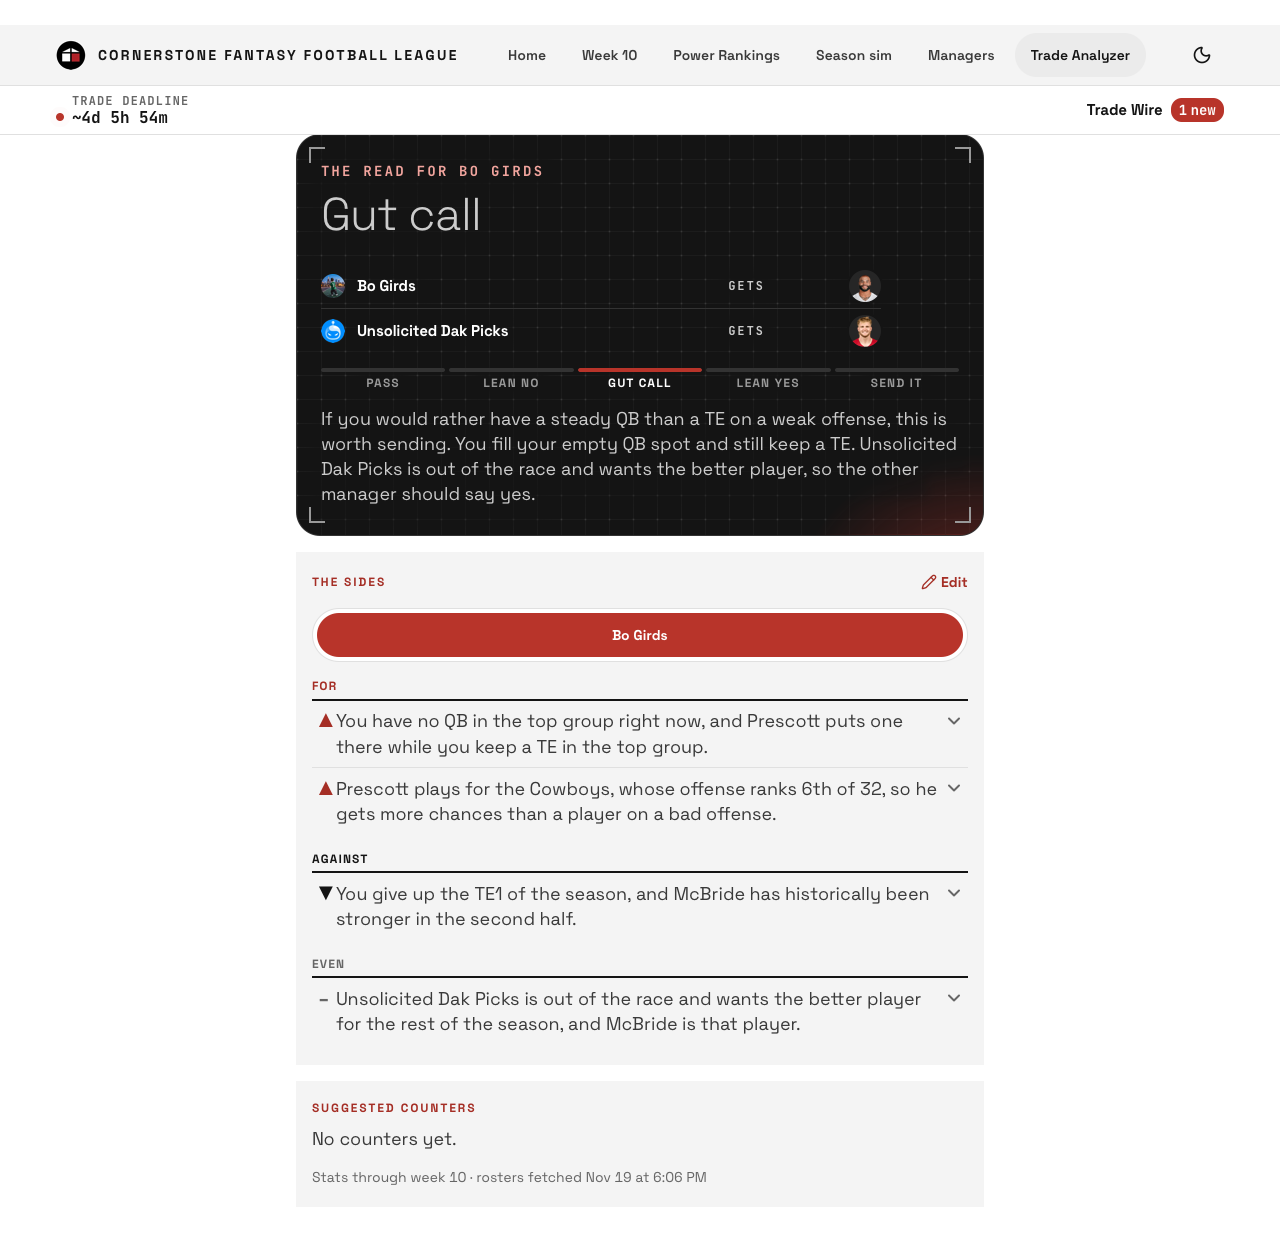 CORNERSTONE FANTASY FOOTBALL LEAGUE
Home
Week 10
Power Rankings
Season sim
Managers
Trade Analyzer
TRADE DEADLINE
~4d 5h 54m
Trade Wire
1 new
THE READ FOR BO GIRDS
Gut call
Bo Girds
GETS
Unsolicited Dak Picks
GETS
PASS
LEAN NO
GUT CALL
LEAN YES
SEND IT
If you would rather have a steady QB than a TE on a weak offense, this is
worth sending. You fill your empty QB spot and still keep a TE. Unsolicited
Dak Picks is out of the race and wants the better player, so the other
manager should say yes.
THE SIDES
Edit
Bo Girds
FOR
▲ You have no QB in the top group right now, and Prescott puts one
there while you keep a TE in the top group.
▲ Prescott plays for the Cowboys, whose offense ranks 6th of 32, so he
gets more chances than a player on a bad offense.
AGAINST
▼ You give up the TE1 of the season, and McBride has historically been
stronger in the second half.
EVEN
– Unsolicited Dak Picks is out of the race and wants the better player
for the rest of the season, and McBride is that player.
SUGGESTED COUNTERS
No counters yet.
Stats through week 10 · rosters fetched Nov 19 at 6:06 PM